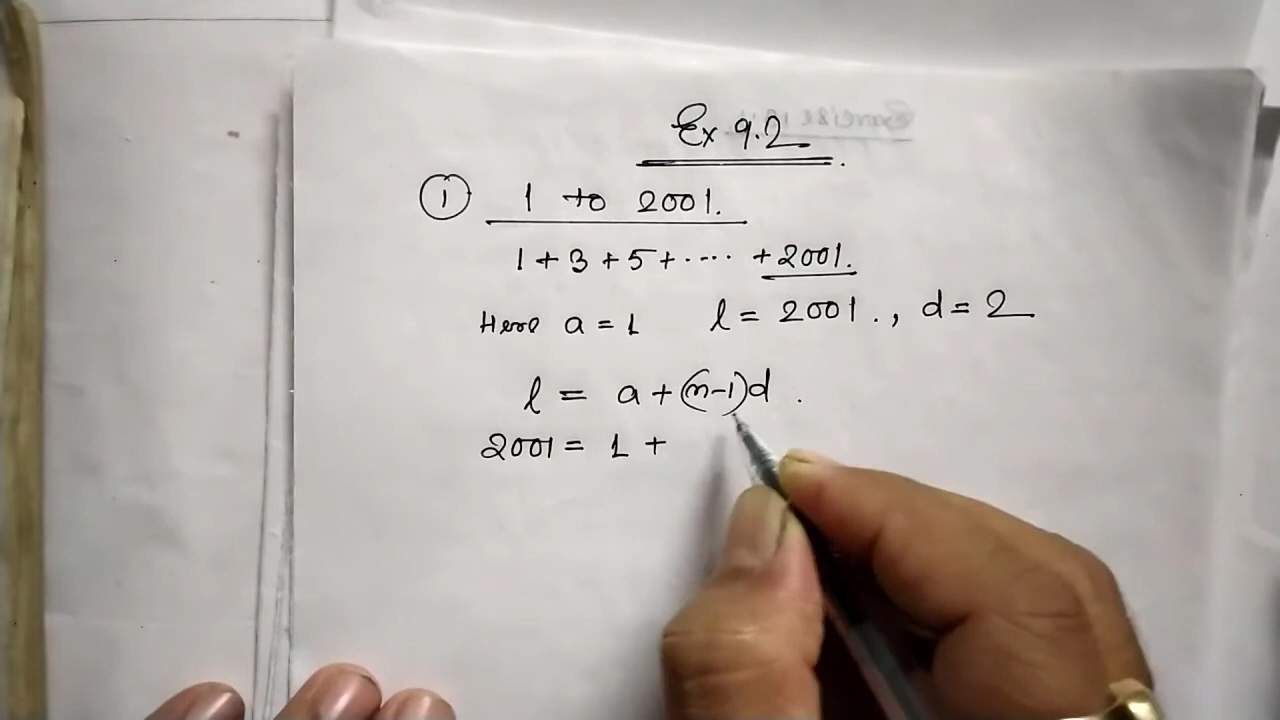 Ex 9.2
① 1 to 2001.
1 + 3 + 5 + ···· + 2001.
Here a = 1 l = 2001 . , d = 2
l = a + (n-1)d .
2001 = 1 +